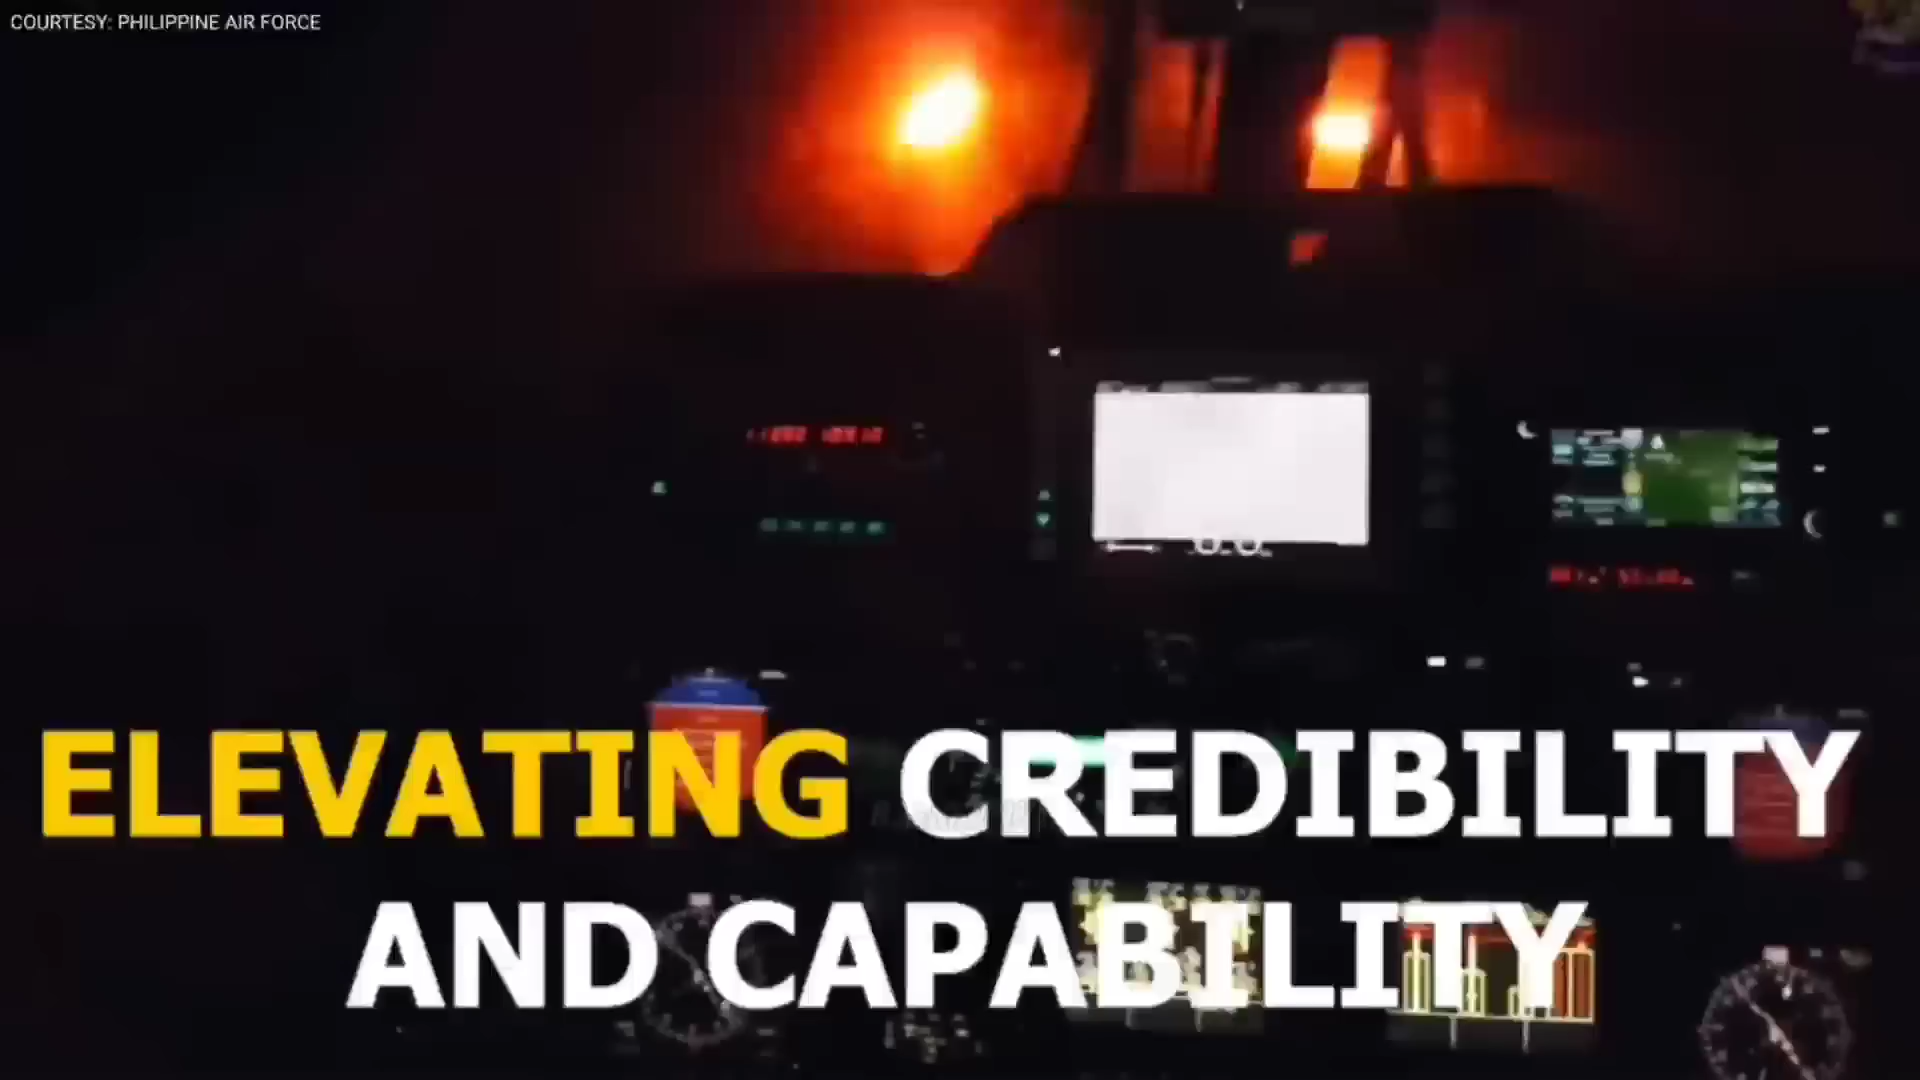 COURTESY: PHILIPPINE AIR FORCE
ELEVATING CREDIBILITY
AND CAPABILITY